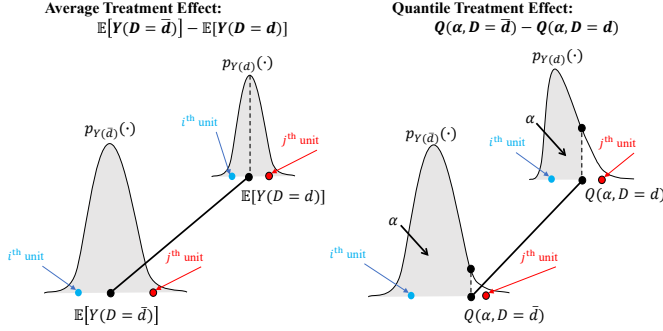 Average Treatment Effect:
𝔼[Y(D = d̄)] − 𝔼[Y(D = d)]
p_{Y(d)}(·)
i^{th} unit
j^{th} unit
𝔼[Y(D = d)]
p_{Y(d̄)}(·)
i^{th} unit
j^{th} unit
𝔼[Y(D = d̄)]
Quantile Treatment Effect:
Q(α, D = d̄) − Q(α, D = d)
p_{Y(d)}(·)
α
i^{th} unit
j^{th} unit
Q(α, D = d)
p_{Y(d̄)}(·)
α
i^{th} unit
j^{th} unit
Q(α, D = d̄)